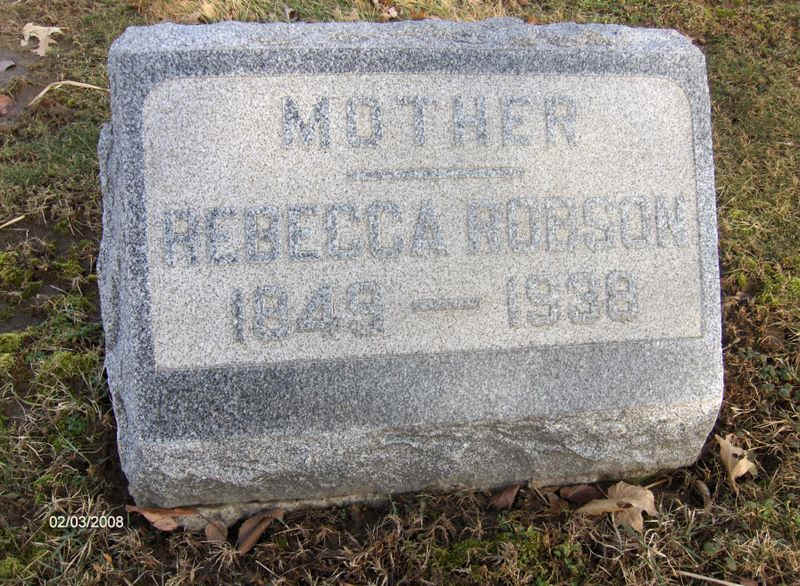 MOTHER
REBECCA ROBSON
1849 — 1938
02/03/2008